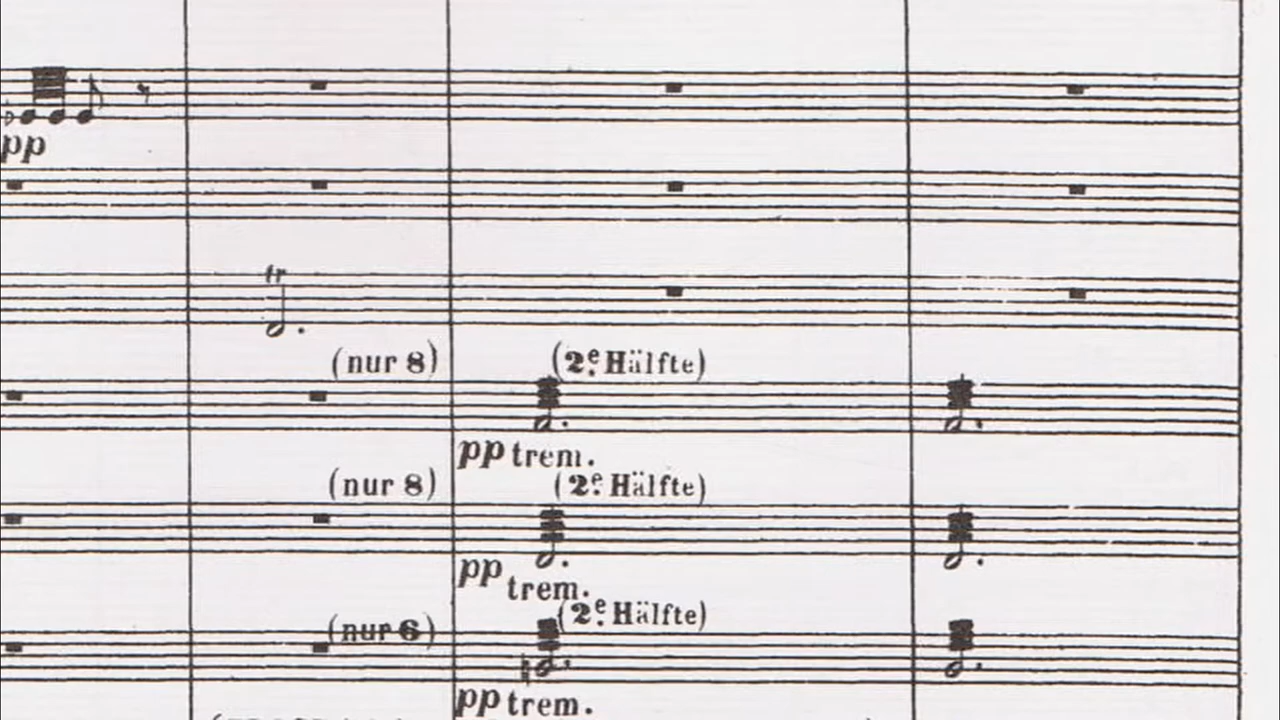 pp
tr
(nur 8)
(2e. Hälfte)
pp trem.
(nur 8)
(2e. Hälfte)
pp trem.
(nur 6)
(2e. Hälfte)
pp trem.